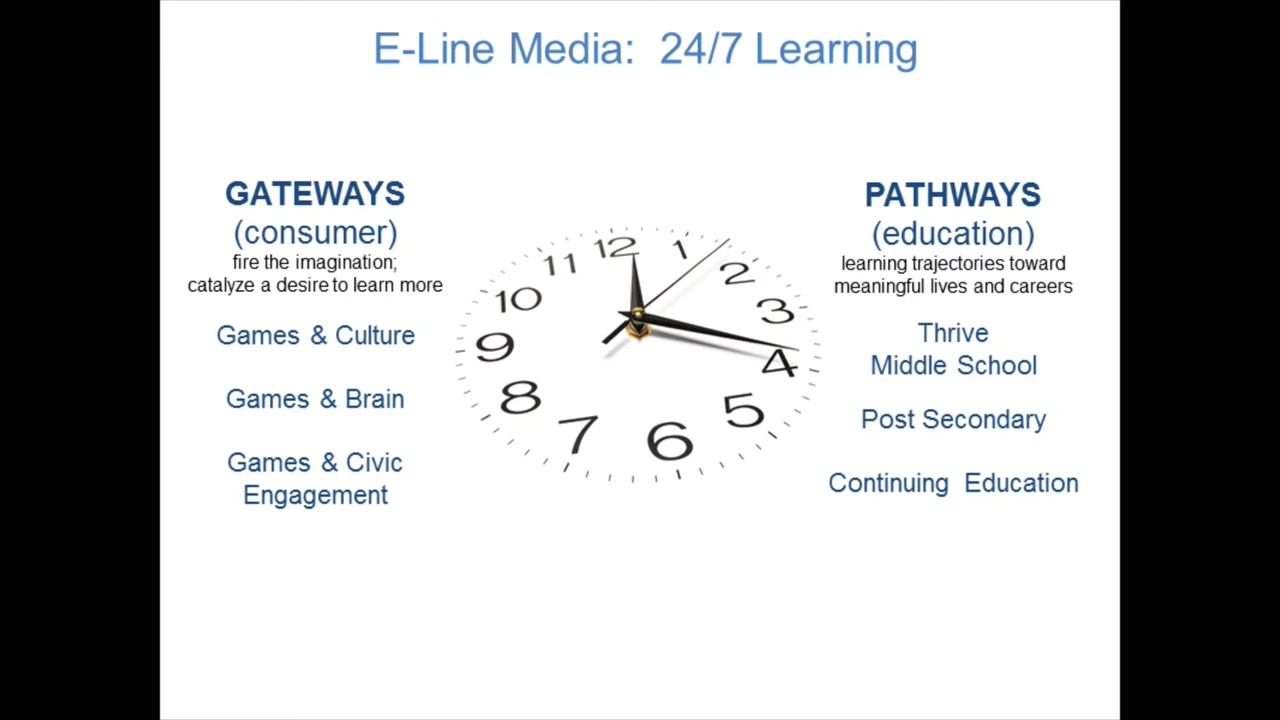 E-Line Media: 24/7 Learning
GATEWAYS
(consumer)
fire the imagination;
catalyze a desire to learn more
Games & Culture
Games & Brain
Games & Civic
Engagement
12
1
2
3
4
5
6
7
8
9
10
11
PATHWAYS
(education)
learning trajectories toward
meaningful lives and careers
Thrive
Middle School
Post Secondary
Continuing Education